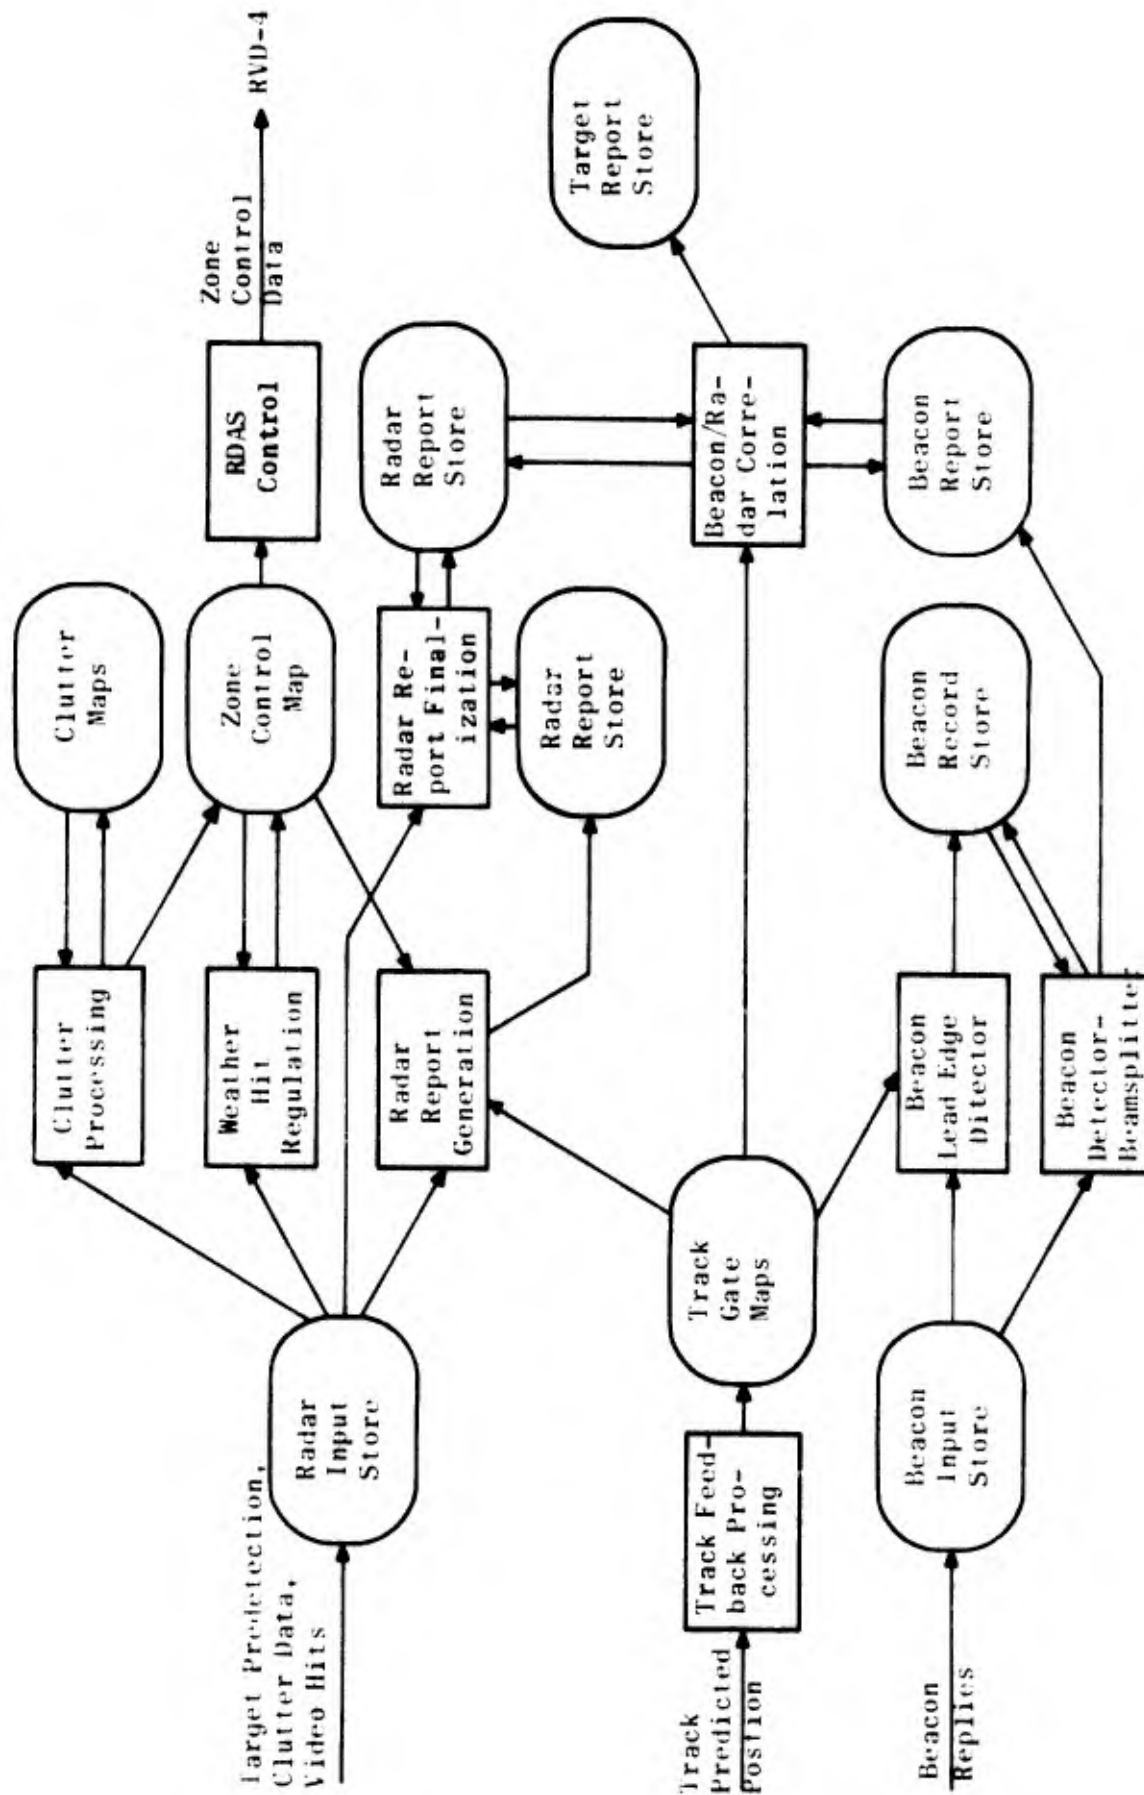 Target Predetection,
Clutter Data,
Video Hits
Radar
Input
Store
Clutter
Processing
Clutter
Maps
Weather
Hit
Regulation
Zone
Control
Map
RDAS
Control
Zone
Control
Data
RVD-4
Radar
Report
Generation
Radar Re-
port Final-
ization
Radar
Report
Store
Radar
Report
Store
Track
Predicted
Postion
Track Feed-
back Pro-
cessing
Track
Gate
Maps
Beacon/Ra-
dar Corre-
lation
Target
Report
Store
Beacon
Replies
Beacon
Input
Store
Beacon
Lead Edge
Ditector
Beacon
Record
Store
Beacon
Report
Store
Beacon
Detector-
Beamsplitter